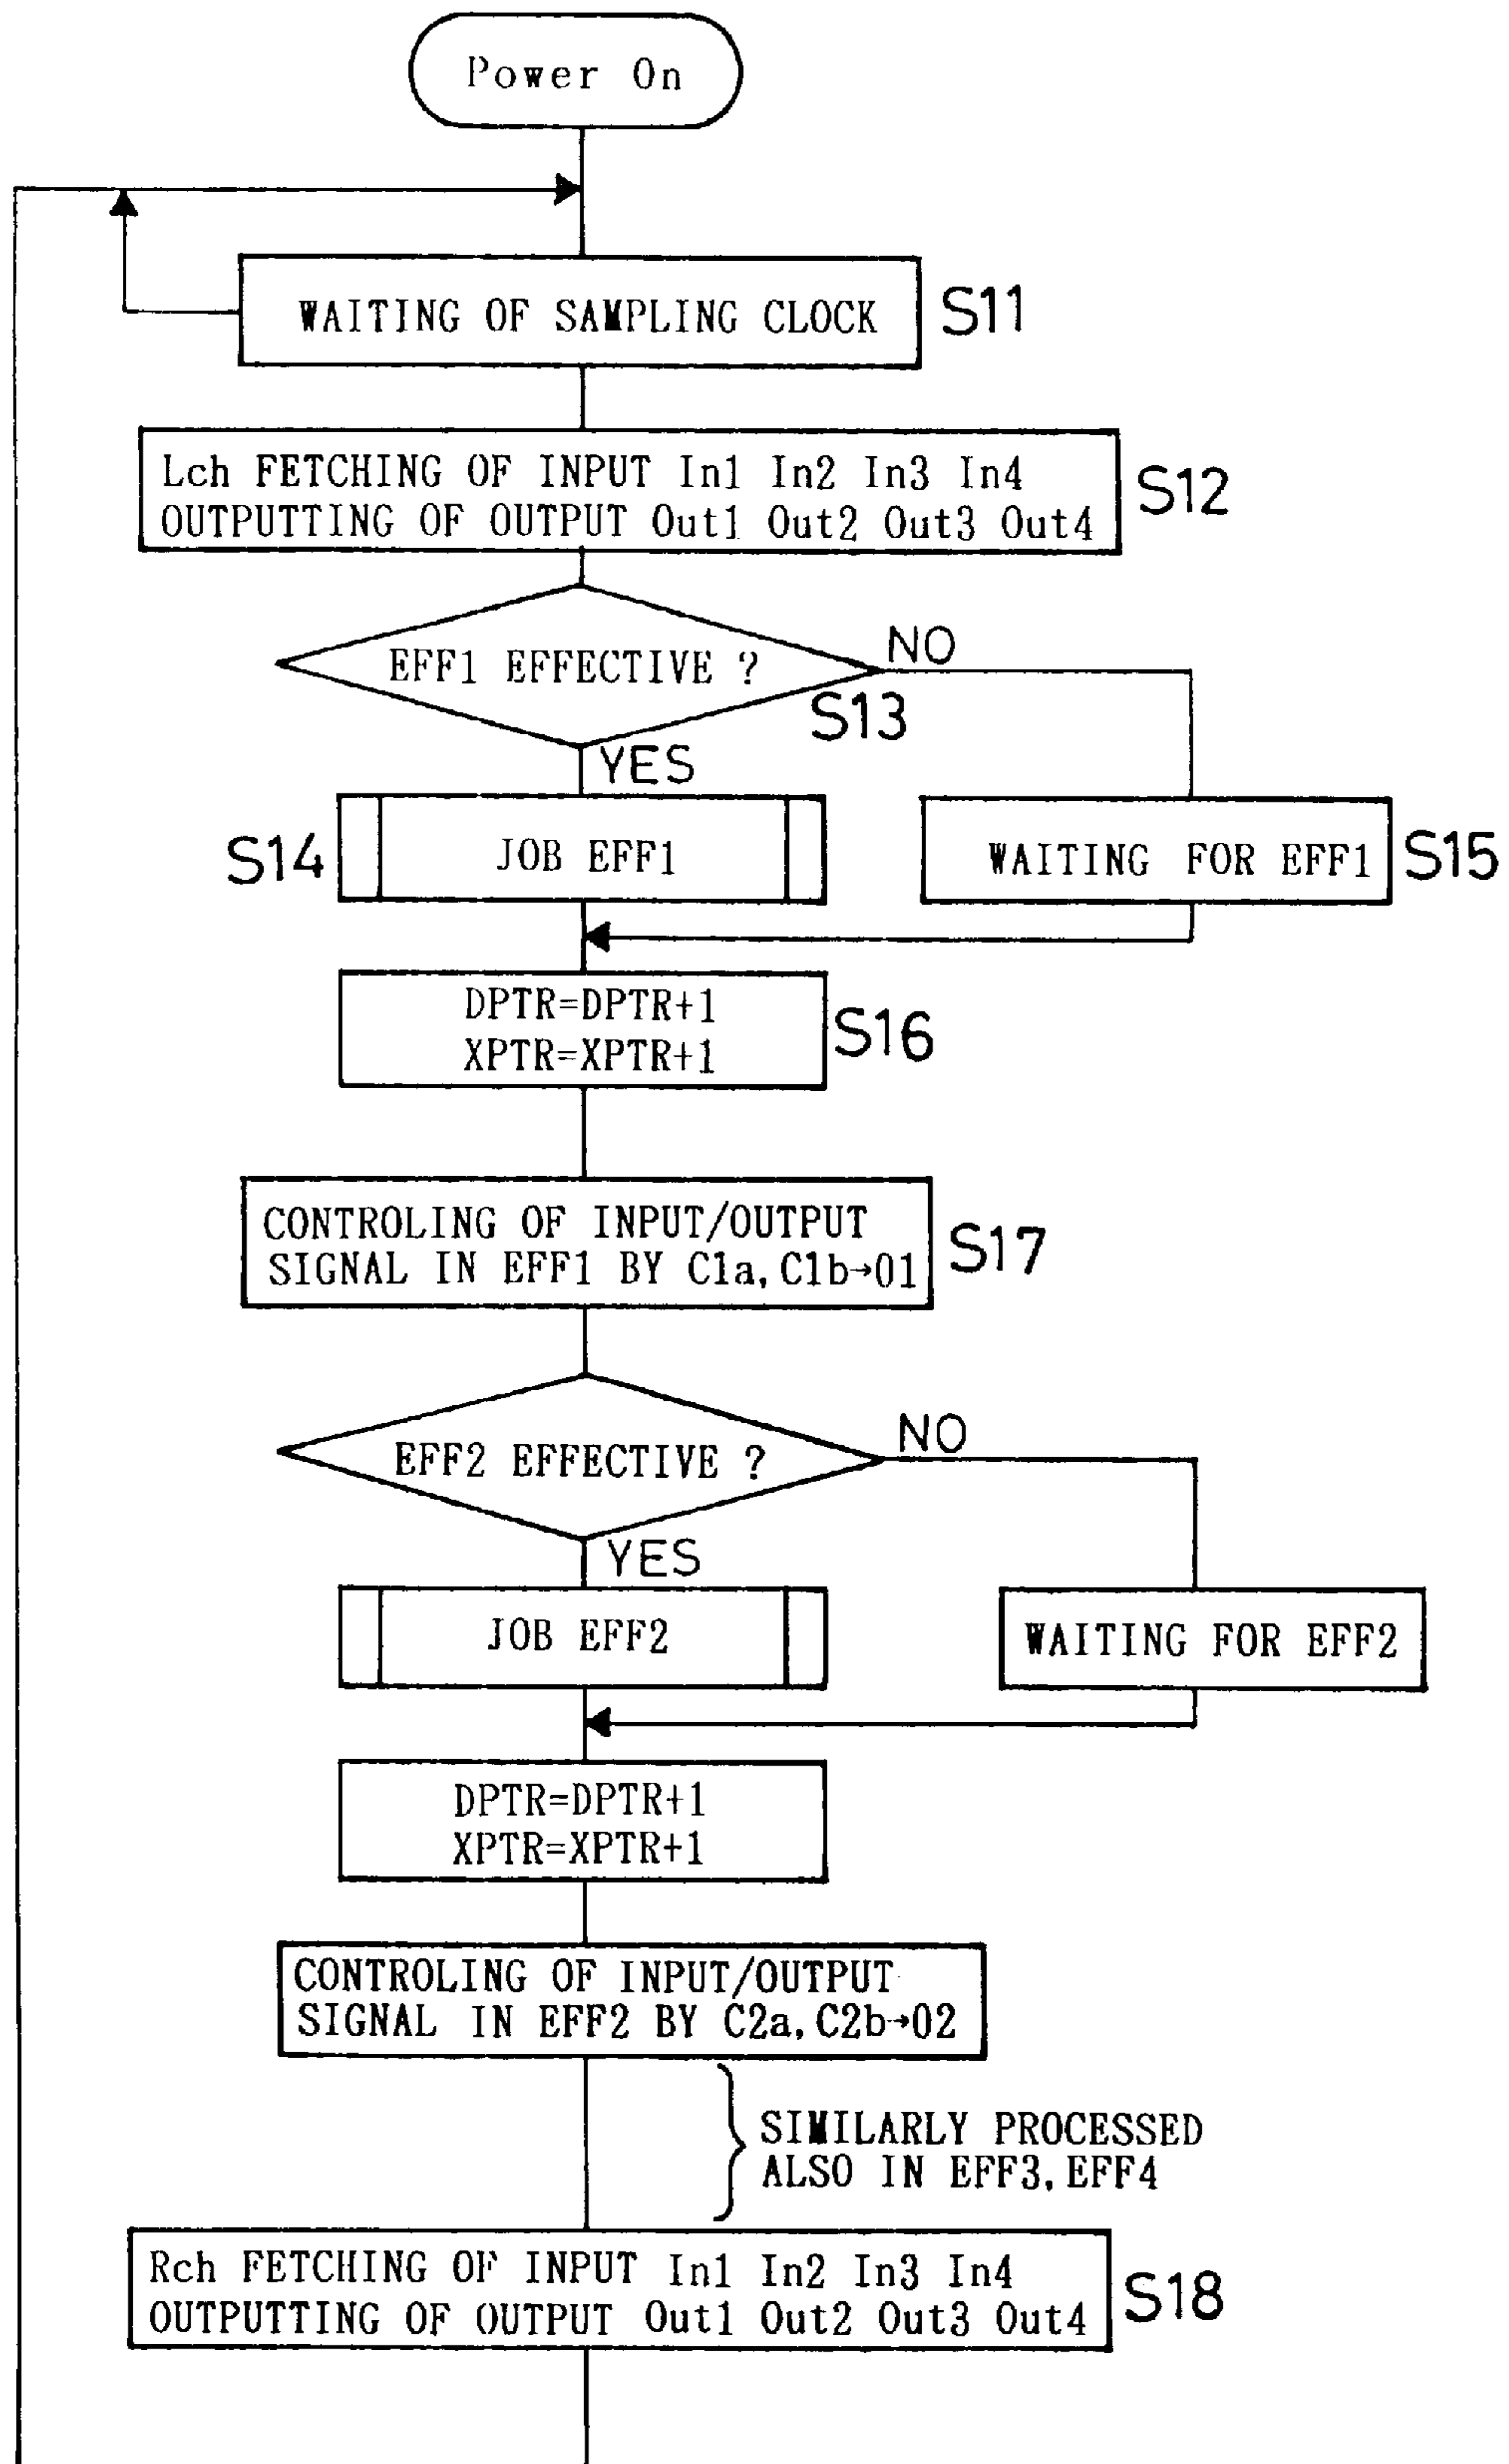 Power On
WAITING OF SAMPLING CLOCK
S11
Lch FETCHING OF INPUT In1 In2 In3 In4
OUTPUTTING OF OUTPUT Out1 Out2 Out3 Out4
S12
EFF1 EFFECTIVE ?
NO
S13
YES
S14
JOB EFF1
WAITING FOR EFF1
S15
DPTR=DPTR+1
XPTR=XPTR+1
S16
CONTROLING OF INPUT/OUTPUT
SIGNAL IN EFF1 BY C1a, C1b→O1
S17
EFF2 EFFECTIVE ?
NO
YES
JOB EFF2
WAITING FOR EFF2
DPTR=DPTR+1
XPTR=XPTR+1
CONTROLING OF INPUT/OUTPUT
SIGNAL IN EFF2 BY C2a, C2b→O2
SIMILARLY PROCESSED
ALSO IN EFF3, EFF4
Rch FETCHING OF INPUT In1 In2 In3 In4
OUTPUTTING OF OUTPUT Out1 Out2 Out3 Out4
S18